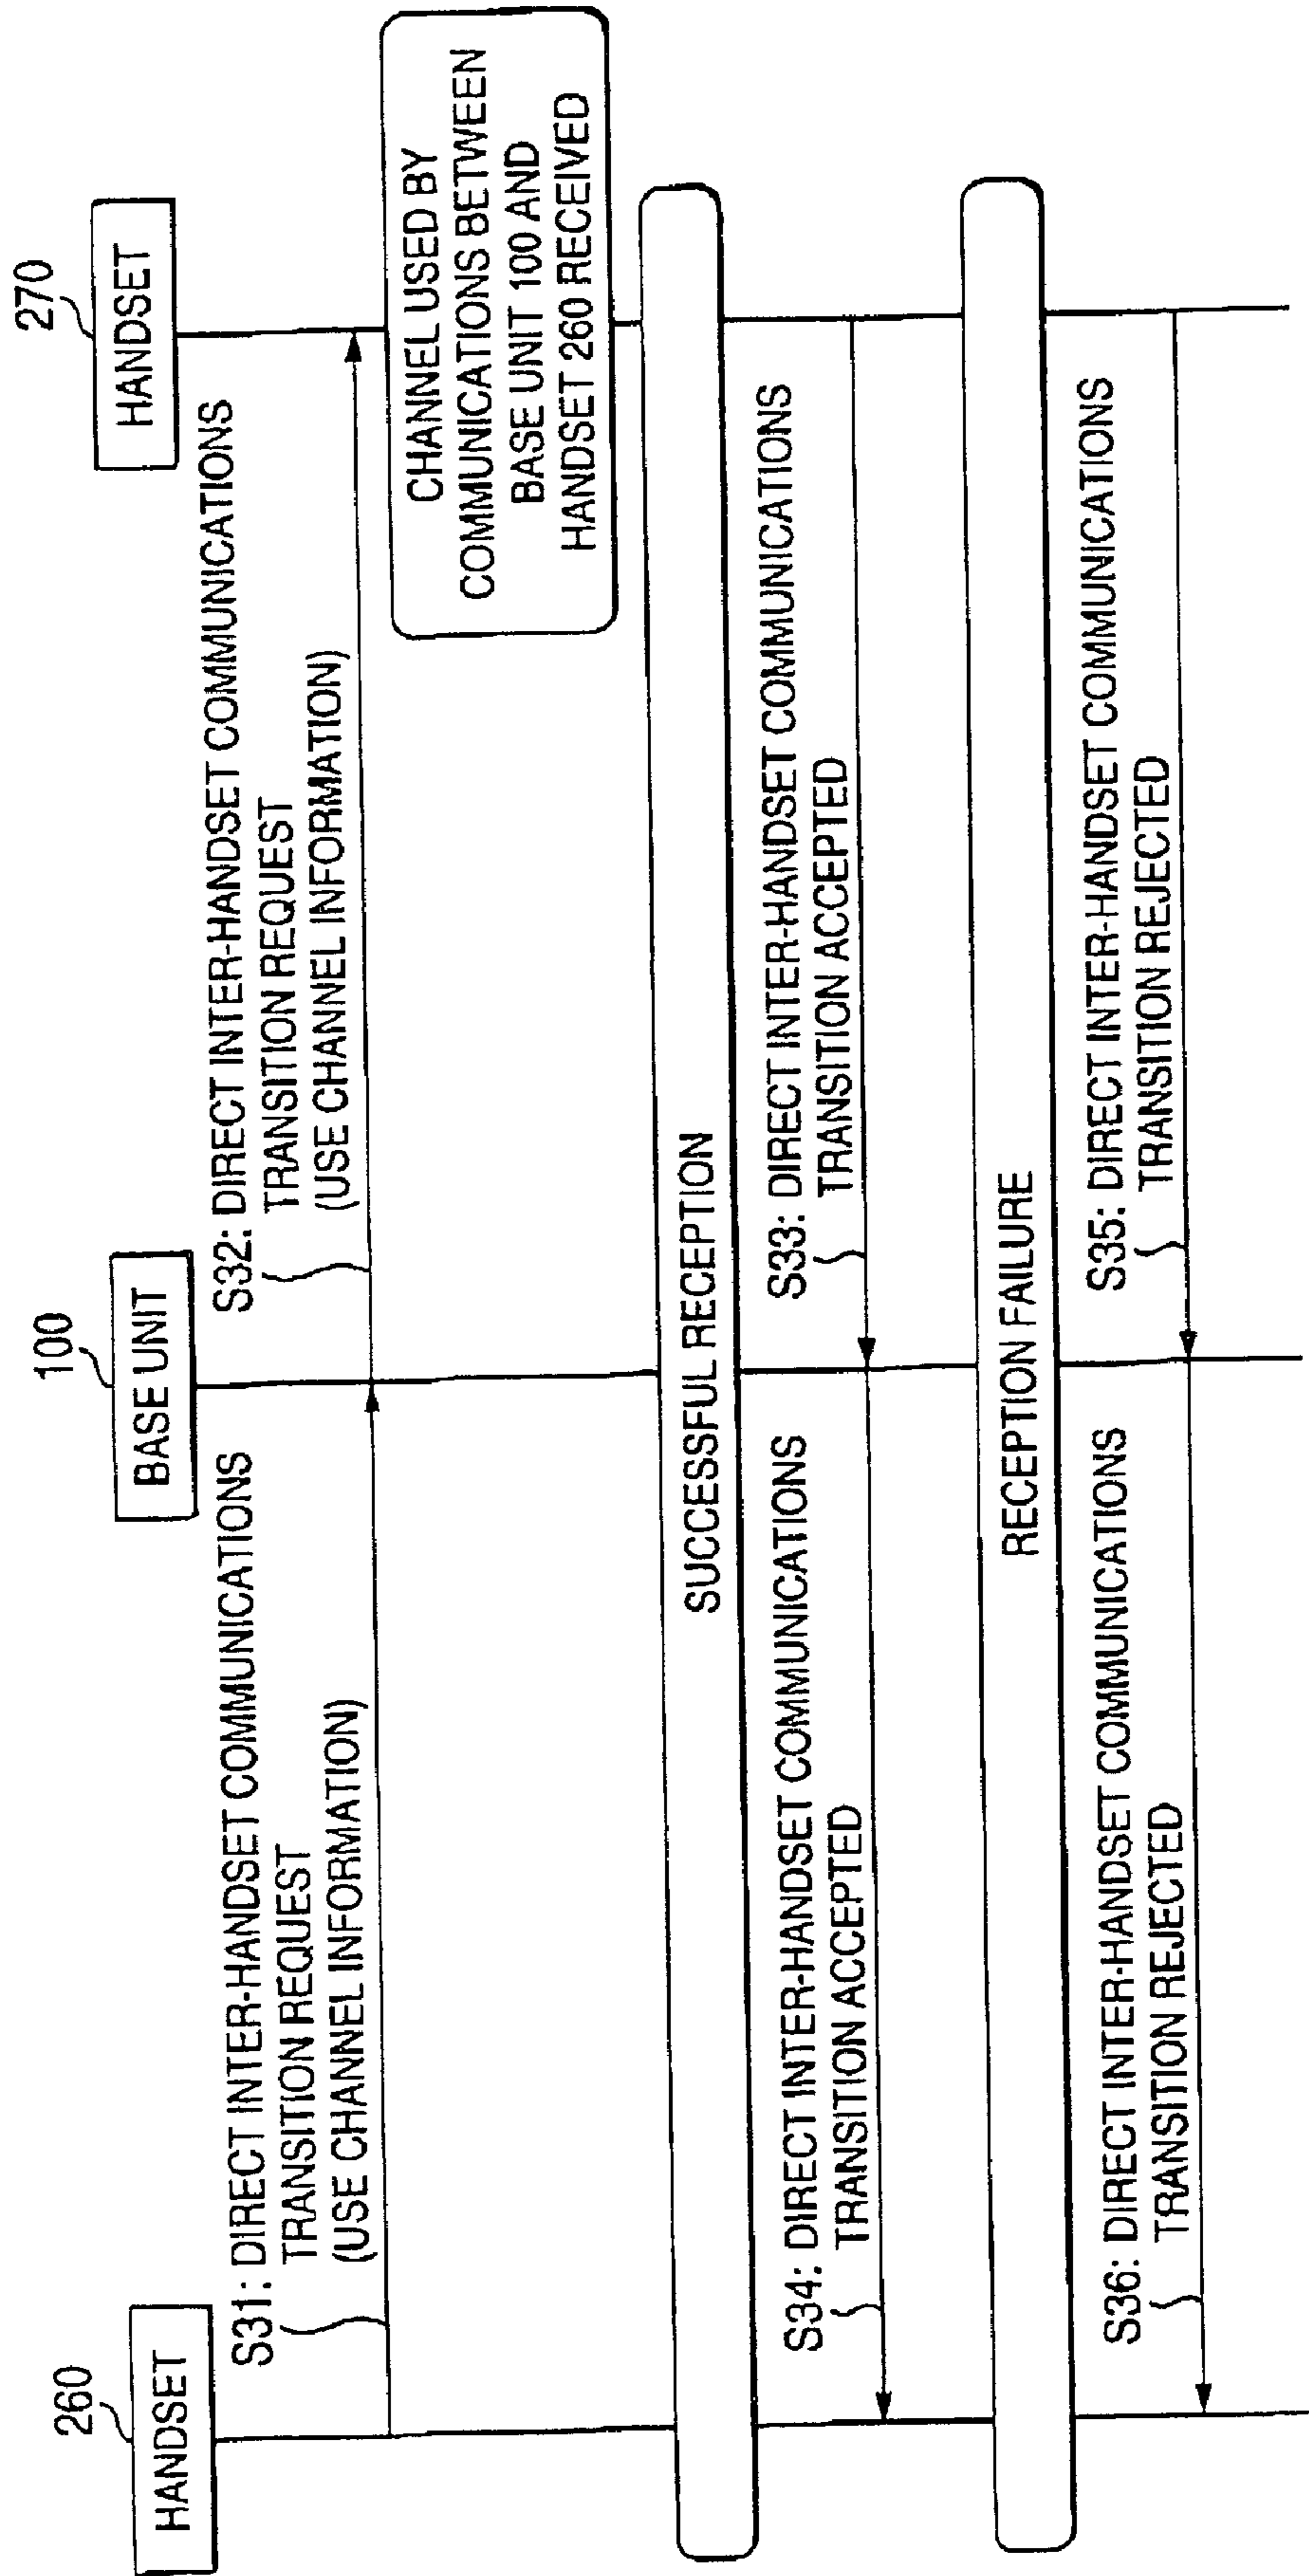 260
HANDSET
100
BASE UNIT
270
HANDSET
S31: DIRECT INTER-HANDSET COMMUNICATIONS
TRANSITION REQUEST
(USE CHANNEL INFORMATION)
S32: DIRECT INTER-HANDSET COMMUNICATIONS
TRANSITION REQUEST
(USE CHANNEL INFORMATION)
CHANNEL USED BY
COMMUNICATIONS BETWEEN
BASE UNIT 100 AND
HANDSET 260 RECEIVED
SUCCESSFUL RECEPTION
S33: DIRECT INTER-HANDSET COMMUNICATIONS
TRANSITION ACCEPTED
S34: DIRECT INTER-HANDSET COMMUNICATIONS
TRANSITION ACCEPTED
RECEPTION FAILURE
S35: DIRECT INTER-HANDSET COMMUNICATIONS
TRANSITION REJECTED
S36: DIRECT INTER-HANDSET COMMUNICATIONS
TRANSITION REJECTED